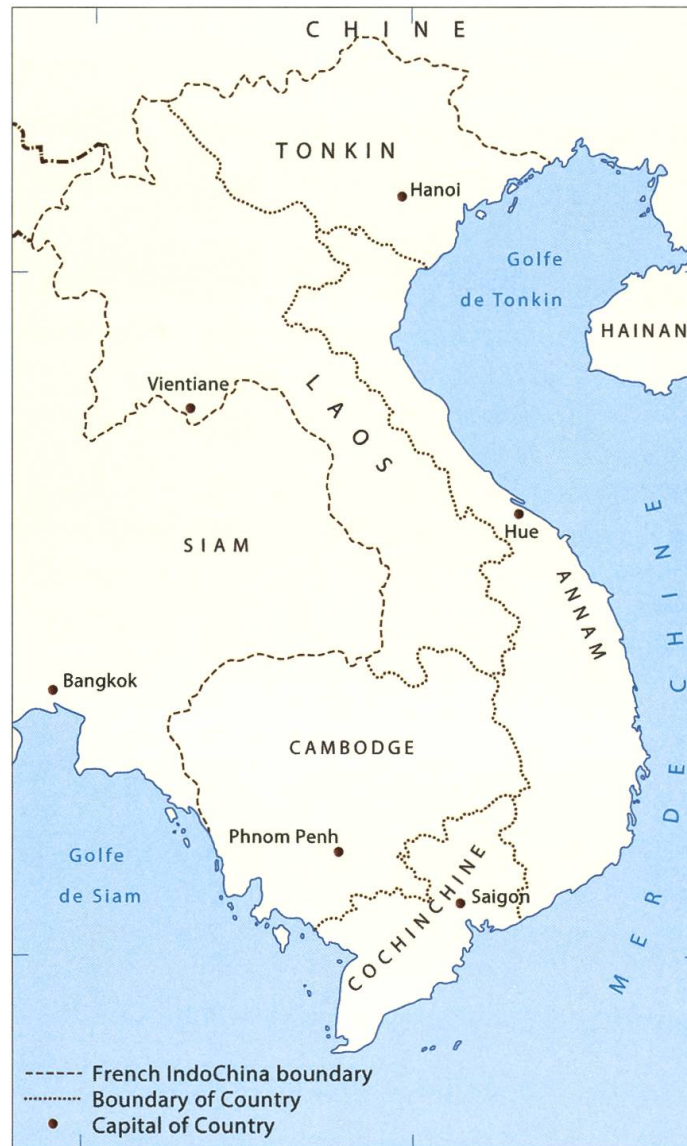 CHINE
TONKIN
Hanoi
Golfe
de Tonkin
HAINAN
Vientiane
LAOS
SIAM
Hue
ANNAM
MER DE CHINE
Bangkok
CAMBODGE
Phnom Penh
Golfe
de Siam
COCHINCHINE
Saigon
French IndoChina boundary
Boundary of Country
Capital of Country